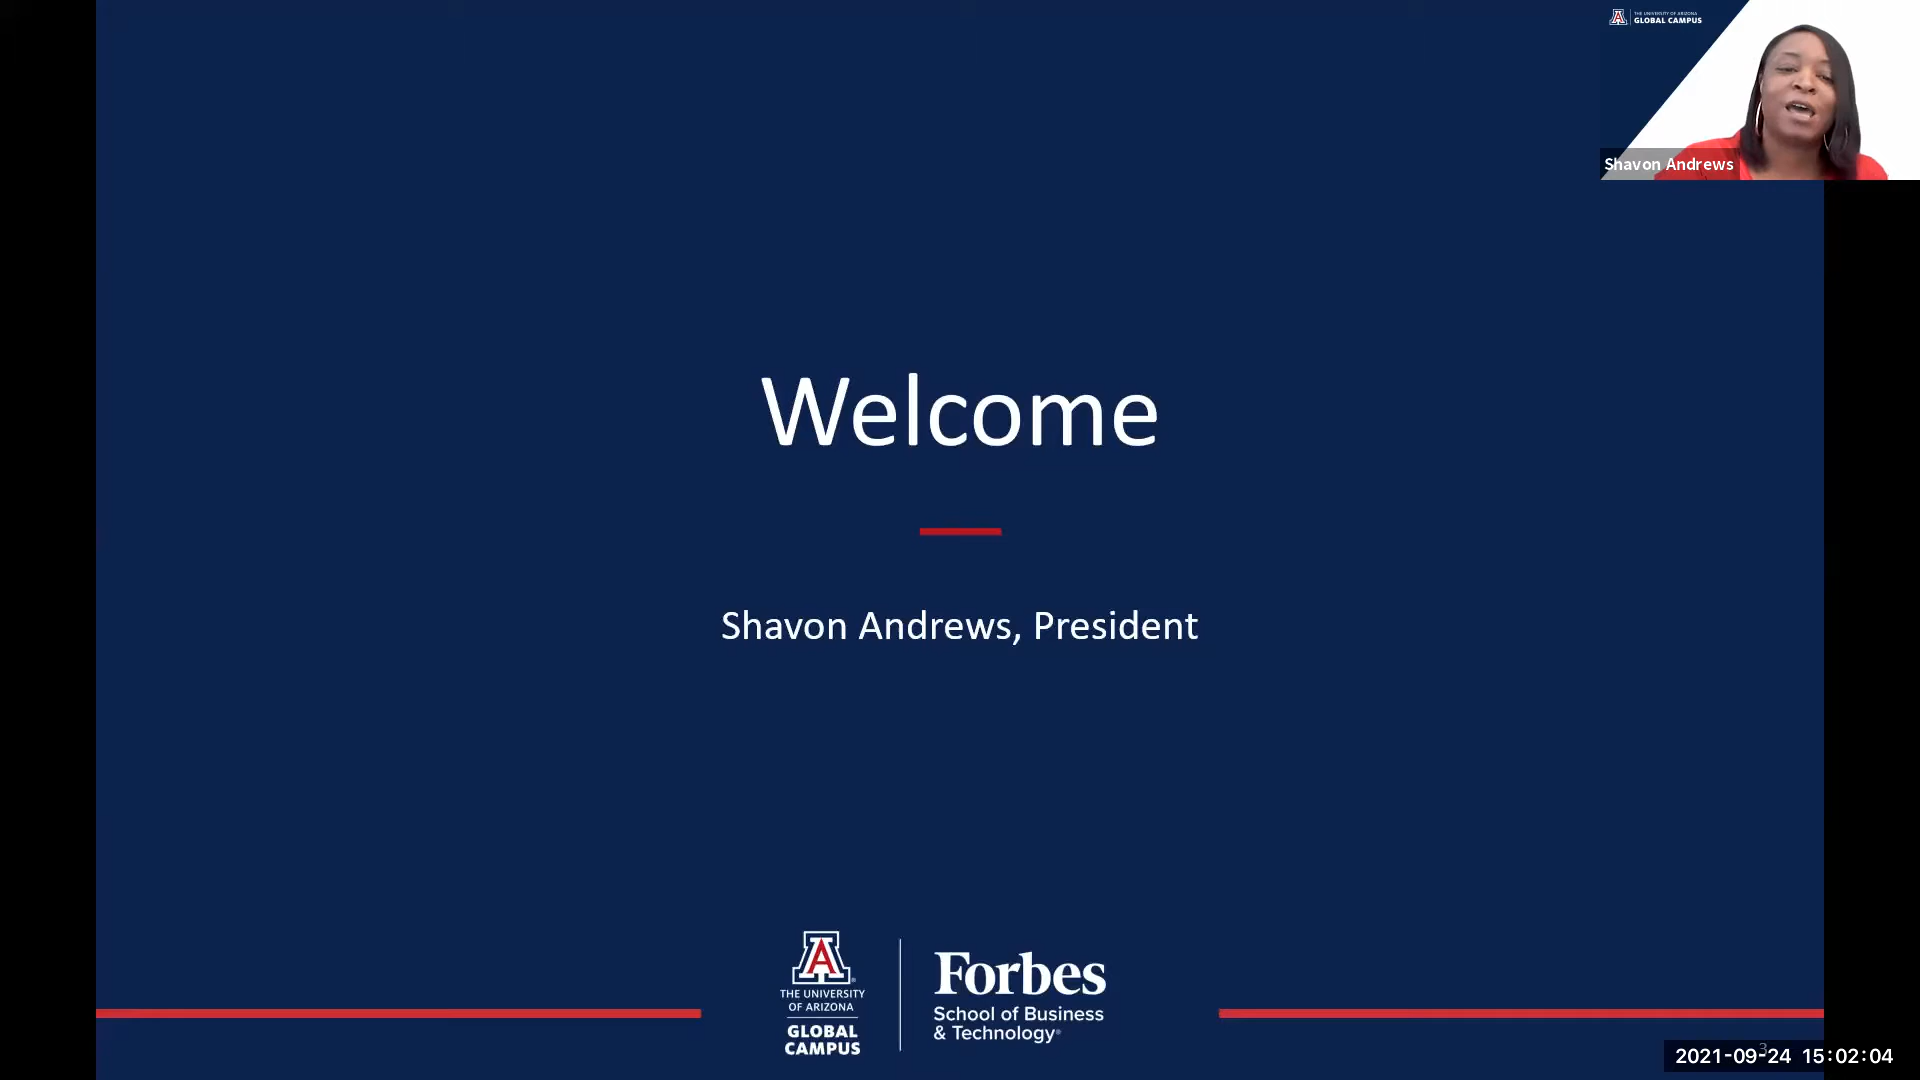 THE UNIVERSITY OF ARIZONA
GLOBAL CAMPUS
Shavon Andrews
Welcome
Shavon Andrews, President
A
THE UNIVERSITY
OF ARIZONA
GLOBAL
CAMPUS
Forbes
School of Business
& Technology®
3
2021-09-24 15:02:04